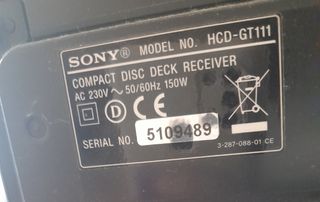 SONY® MODEL NO. HCD-GT111
COMPACT DISC DECK RECEIVER
AC 230V ~ 50/60Hz 150W
D CE
SERIAL NO. 5109489
3-287-088-01 CE